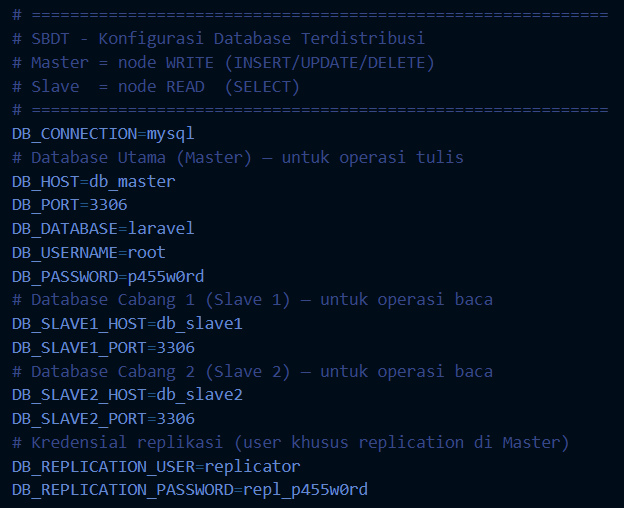 # ============================================================
# SBDT - Konfigurasi Database Terdistribusi
# Master = node WRITE (INSERT/UPDATE/DELETE)
# Slave  = node READ  (SELECT)
# ============================================================
DB_CONNECTION=mysql
# Database Utama (Master) — untuk operasi tulis
DB_HOST=db_master
DB_PORT=3306
DB_DATABASE=laravel
DB_USERNAME=root
DB_PASSWORD=p455w0rd
# Database Cabang 1 (Slave 1) — untuk operasi baca
DB_SLAVE1_HOST=db_slave1
DB_SLAVE1_PORT=3306
# Database Cabang 2 (Slave 2) — untuk operasi baca
DB_SLAVE2_HOST=db_slave2
DB_SLAVE2_PORT=3306
# Kredensial replikasi (user khusus replication di Master)
DB_REPLICATION_USER=replicator
DB_REPLICATION_PASSWORD=repl_p455w0rd